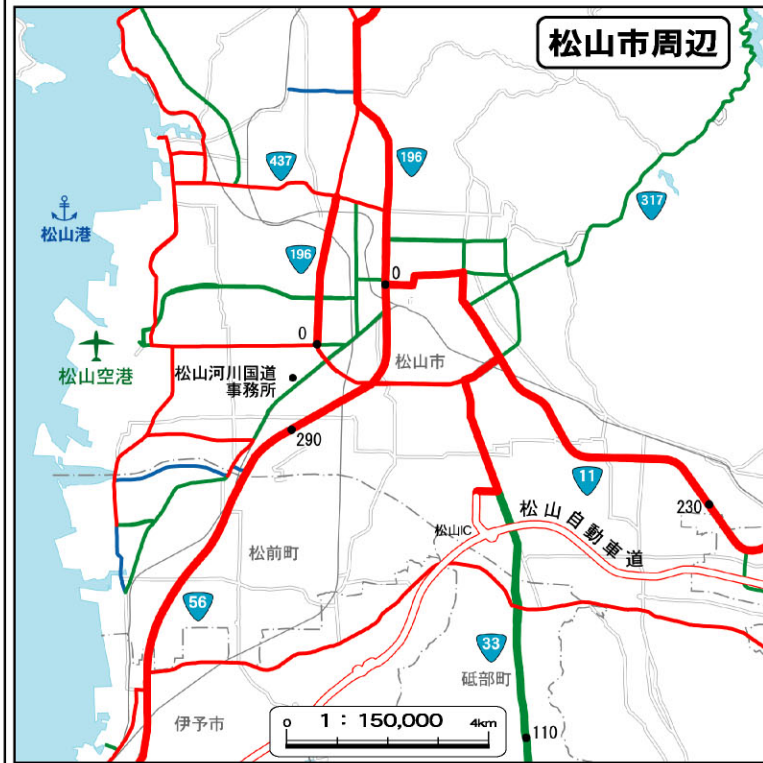 松山市周辺
437
196
317
松山港
196
0
0
松山市
松山空港
松山河川国道
事務所
290
11
230
松山自動車道
松山IC
松前町
56
33
砥部町
伊予市
0 1 : 150,000 4km
110